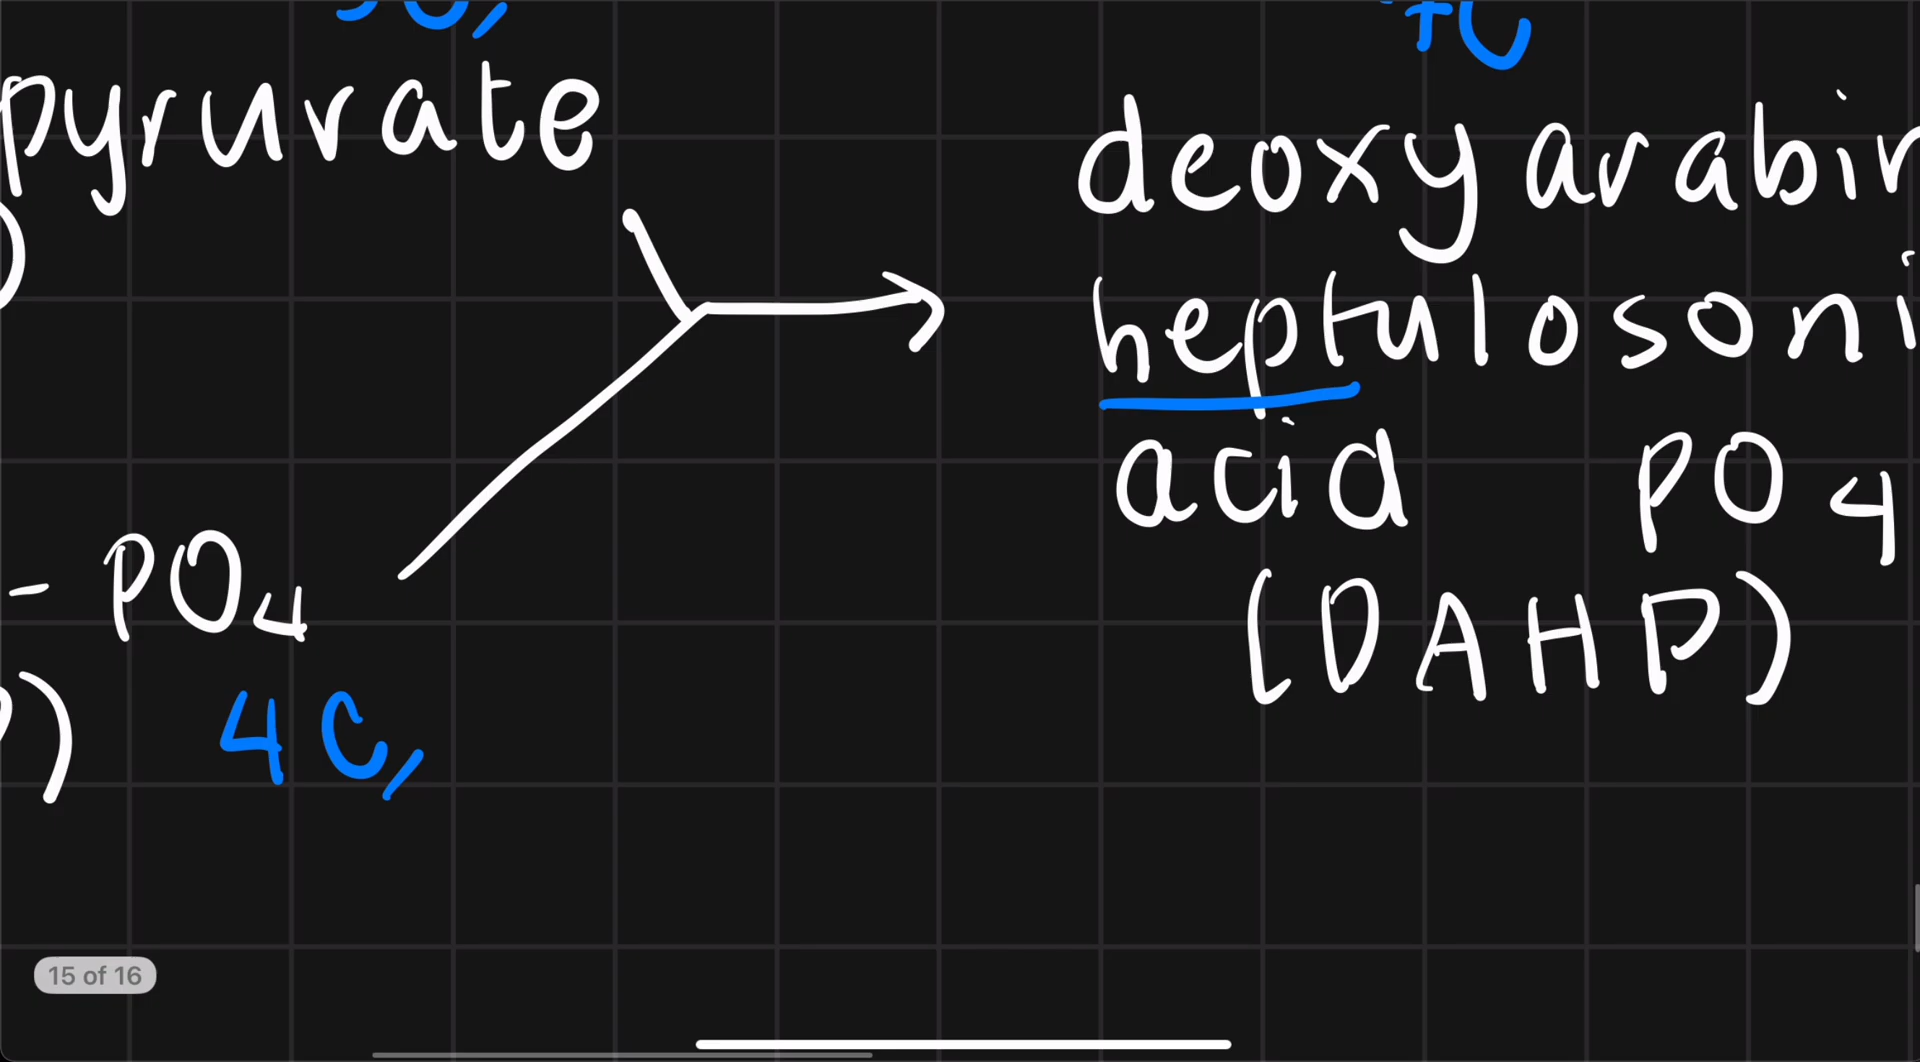 pyruvate
deoxyarabin
heptulosoni
acid PO4
- PO4
(DAHP)
4C,
15 of 16